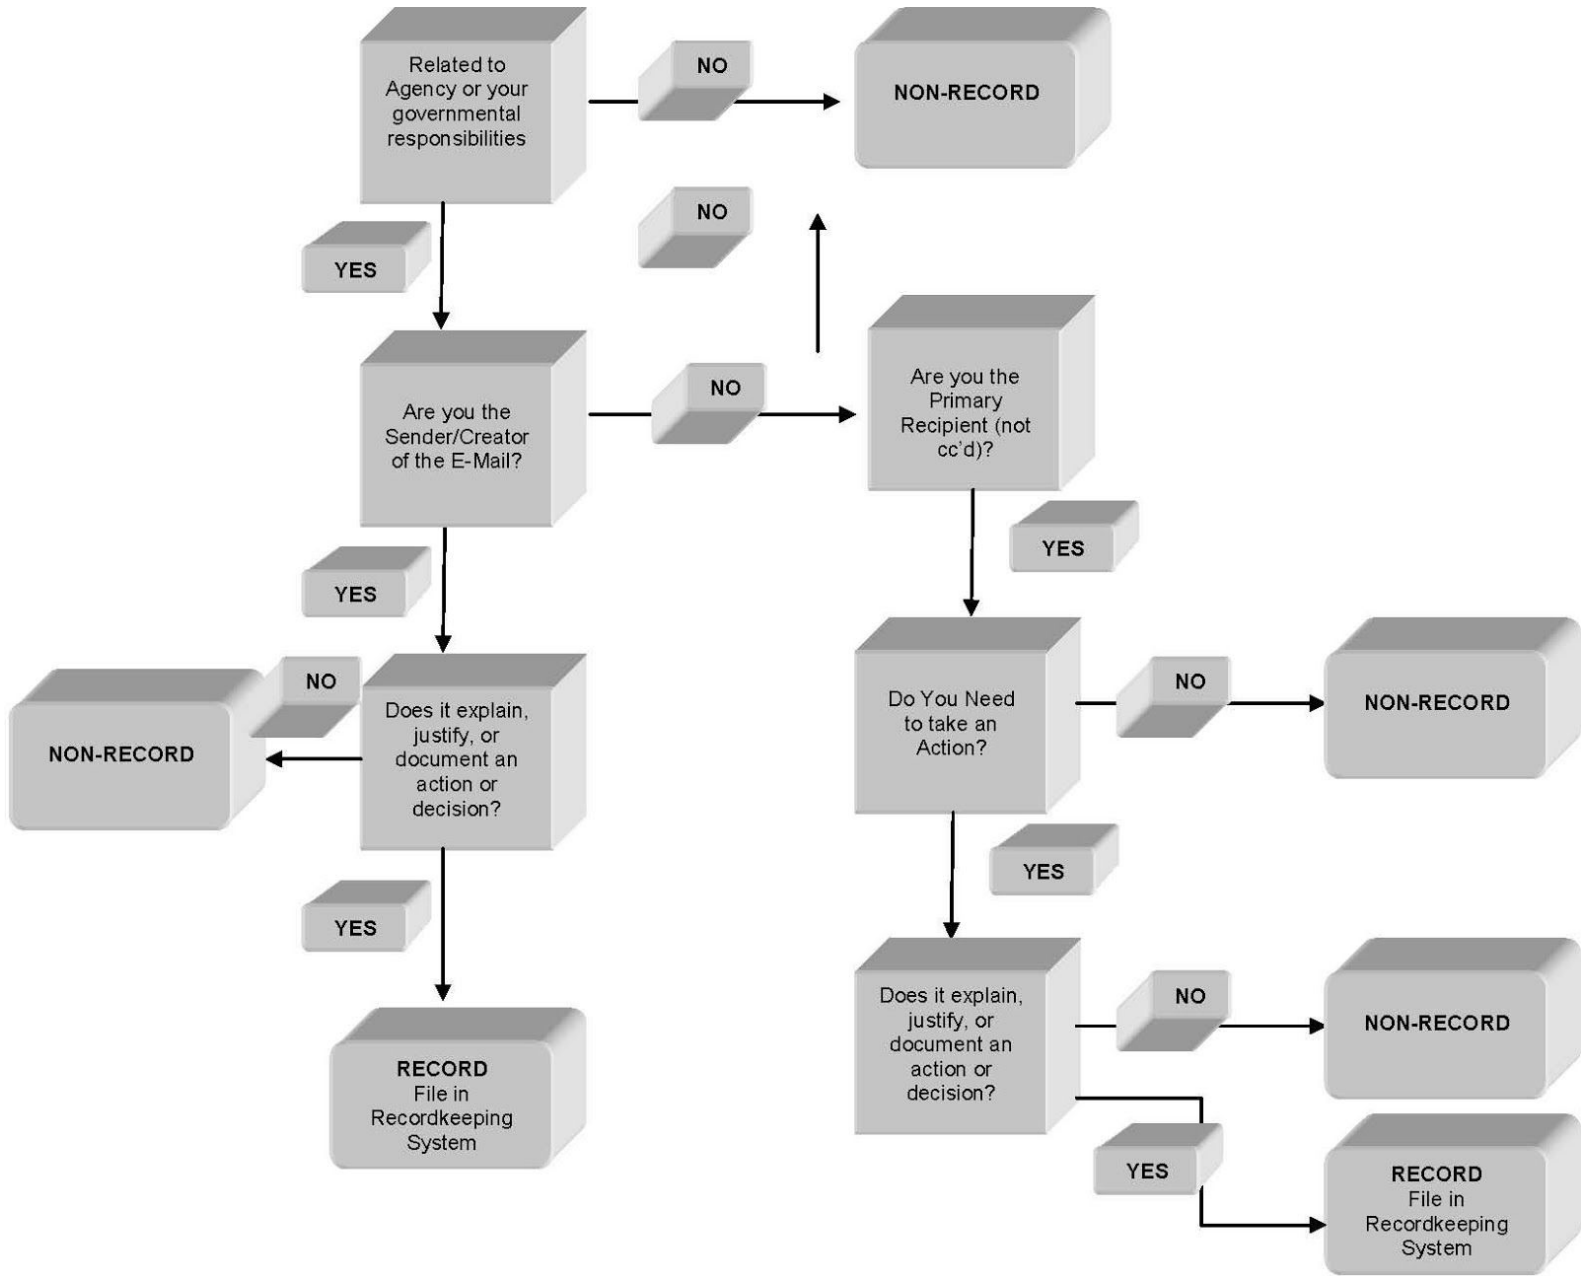 Related to
Agency or your
governmental
responsibilities
NO
NON-RECORD
YES
NO
Are you the
Sender/Creator
of the E-Mail?
NO
Are you the
Primary
Recipient (not
cc'd)?
YES
YES
NON-RECORD
NO
Does it explain,
justify, or
document an
action or
decision?
Do You Need
to take an
Action?
NO
NON-RECORD
YES
YES
RECORD
File in
Recordkeeping
System
Does it explain,
justify, or
document an
action or
decision?
NO
NON-RECORD
YES
RECORD
File in
Recordkeeping
System